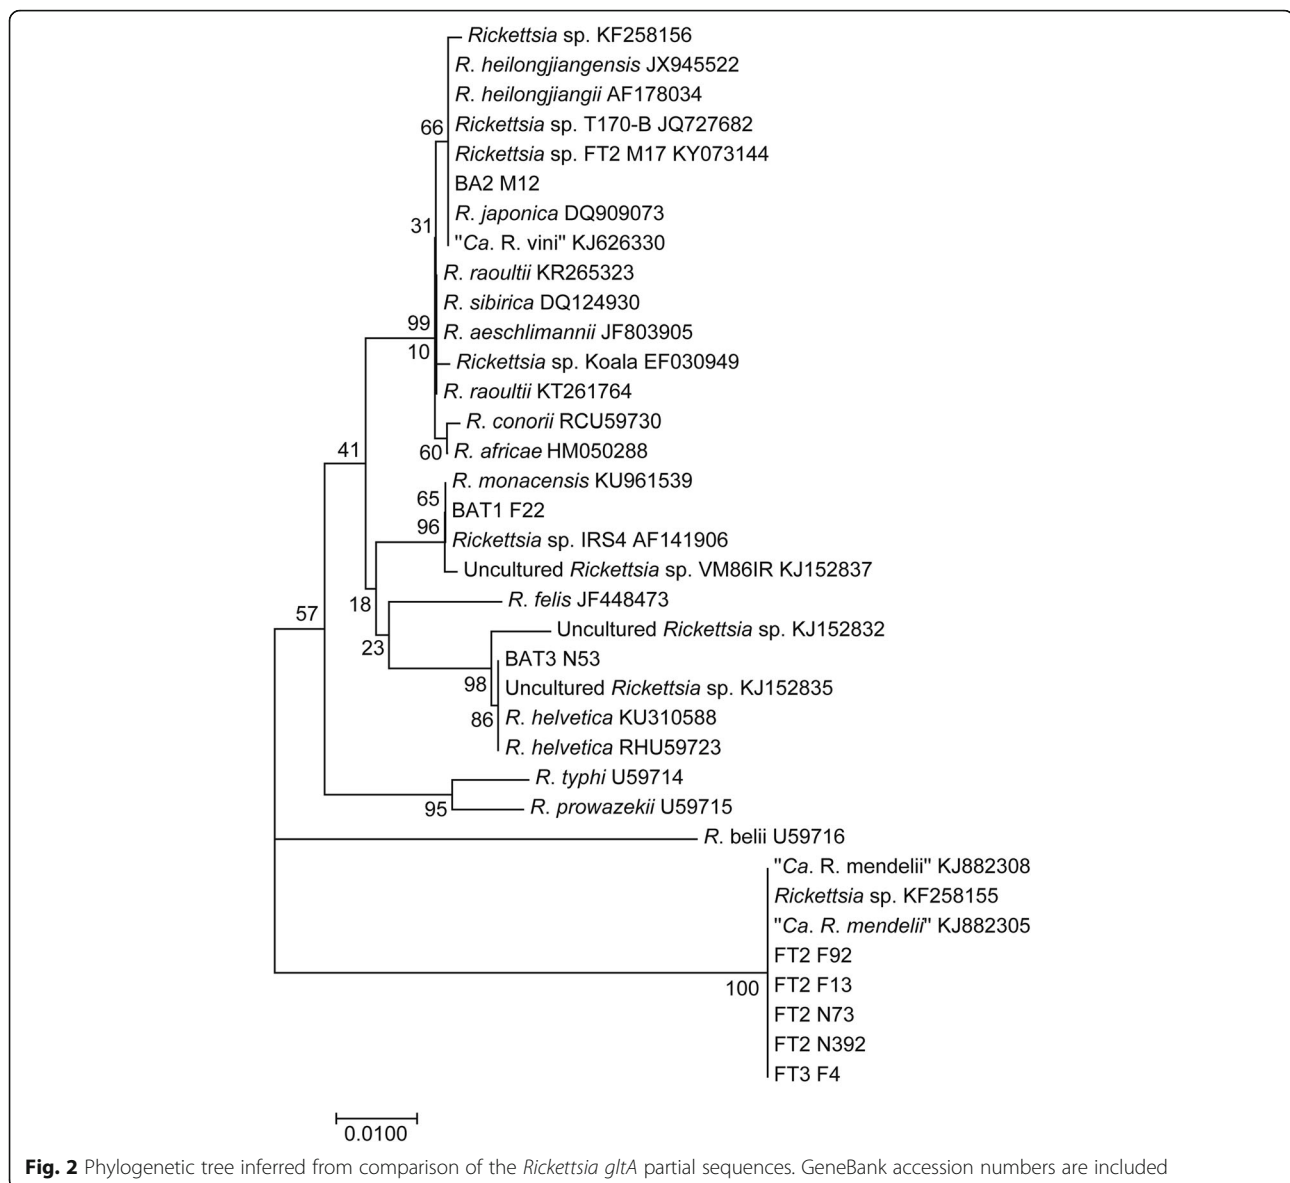 Rickettsia sp. KF258156
R. heilongjiangensis JX945522
R. heilongjiangii AF178034
66
Rickettsia sp. T170-B JQ727682
Rickettsia sp. FT2 M17 KY073144
BA2 M12
R. japonica DQ909073
31
"Ca. R. vini" KJ626330
R. raoultii KR265323
R. sibirica DQ124930
99
R. aeschlimannii JF803905
10
Rickettsia sp. Koala EF030949
R. raoultii KT261764
R. conorii RCU59730
41
60
R. africae HM050288
R. monacensis KU961539
65
BAT1 F22
96
Rickettsia sp. IRS4 AF141906
Uncultured Rickettsia sp. VM86IR KJ152837
18
R. felis JF448473
57
Uncultured Rickettsia sp. KJ152832
23
BAT3 N53
98
Uncultured Rickettsia sp. KJ152835
86
R. helvetica KU310588
R. helvetica RHU59723
R. typhi U59714
95
R. prowazekii U59715
R. belii U59716
"Ca. R. mendelii" KJ882308
Rickettsia sp. KF258155
"Ca. R. mendelii" KJ882305
FT2 F92
100
FT2 F13
FT2 N73
FT2 N392
FT3 F4
0.0100
Fig. 2 Phylogenetic tree inferred from comparison of the Rickettsia gltA partial sequences. GeneBank accession numbers are included